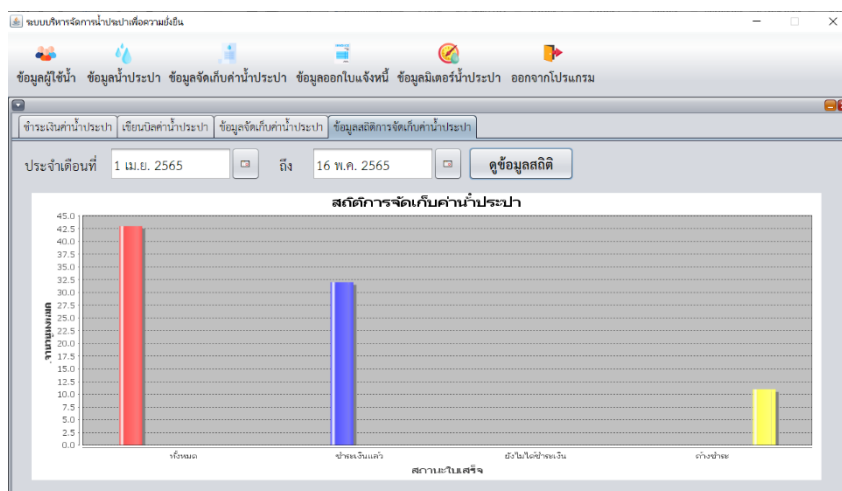 ระบบบริหารจัดการน้ำประปาเพื่อความยั่งยืน
ข้อมูลผู้ใช้น้ำ ข้อมูลน้ำประปา ข้อมูลจัดเก็บค่าน้ำประปา ข้อมูลออกใบแจ้งหนี้ ข้อมูลมิเตอร์น้ำประปา ออกจากโปรแกรม
ชำระเงินค่าน้ำประปา เขียนบิลค่าน้ำประปา ข้อมูลจัดเก็บค่าน้ำประปา ข้อมูลสถิติการจัดเก็บค่าน้ำประปา
ประจำเดือนที่ 1 เม.ย. 2565 ถึง 16 พ.ค. 2565 ดูข้อมูลสถิติ
สถิติการจัดเก็บค่าน้ำประปา
45.0
42.5
40.0
37.5
35.0
32.5
30.0
27.5
25.0
22.5
20.0
17.5
15.0
12.5
10.0
7.5
5.0
2.5
0.0
ทั้งหมด ชำระเงินแล้ว ยังไม่ได้ชำระเงิน ค้างชำระ
สถานะใบเสร็จ